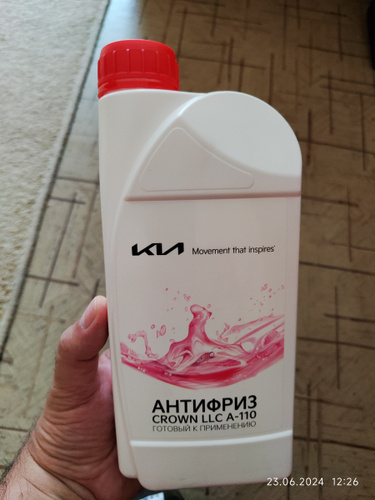 KIA Movement that inspires
АНТИФРИЗ
CROWN LLC A-110
ГОТОВЫЙ К ПРИМЕНЕНИЮ
23.06.2024 12:26